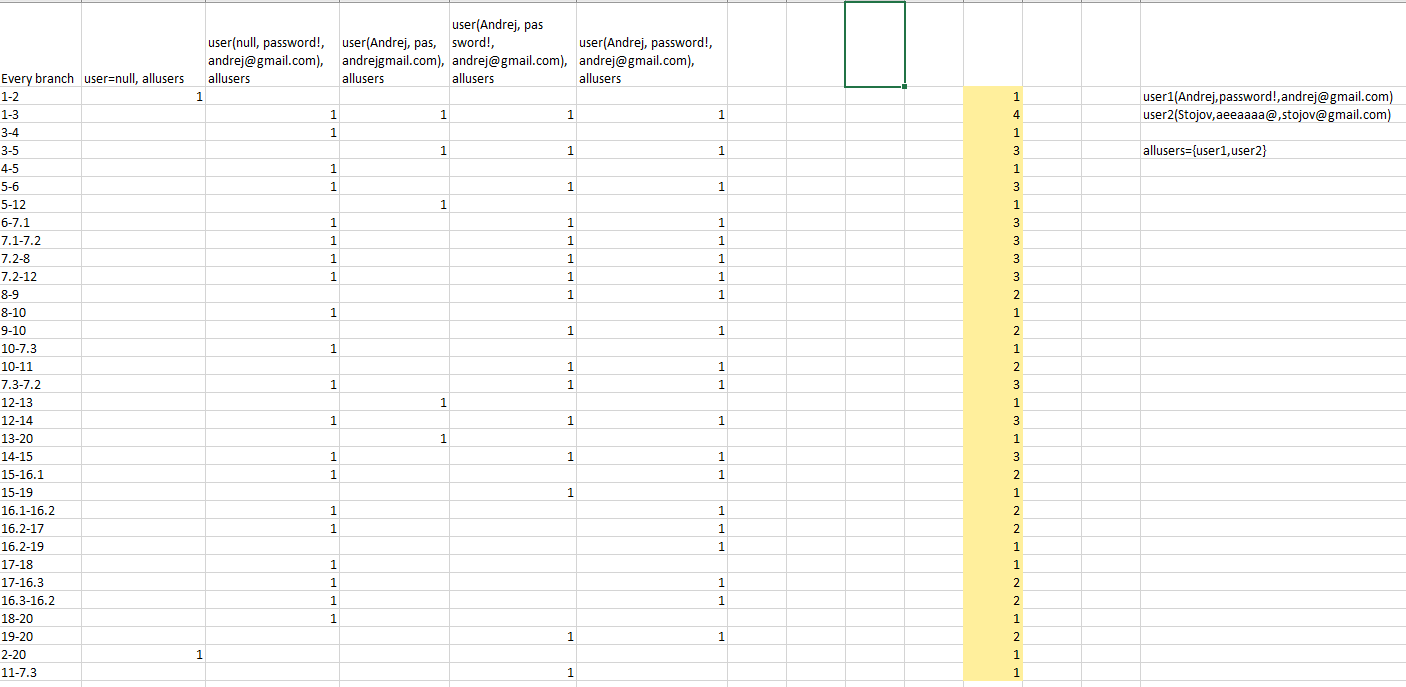 user(Andrej, pas
user(null, password!, user(Andrej, pas, sword!, user(Andrej, password!,
andrej@gmail.com), andrejgmail.com), andrej@gmail.com), andrej@gmail.com),
Every branch user=null, allusers allusers allusers allusers allusers
1-2 1 1 user1(Andrej,password!,andrej@gmail.com)
1-3 1 1 1 1 4 user2(Stojov,aeeaaaa@,stojov@gmail.com)
3-4 1 1
3-5 1 1 1 3 allusers={user1,user2}
4-5 1 1
5-6 1 1 1 3
5-12 1 1
6-7.1 1 1 1 3
7.1-7.2 1 1 1 3
7.2-8 1 1 1 3
7.2-12 1 1 1 3
8-9 1 1 2
8-10 1 1
9-10 1 1 2
10-7.3 1 1
10-11 1 1 2
7.3-7.2 1 1 1 3
12-13 1 1
12-14 1 1 1 3
13-20 1 1
14-15 1 1 1 3
15-16.1 1 1 2
15-19 1 1
16.1-16.2 1 1 2
16.2-17 1 1 2
16.2-19 1 1
17-18 1 1
17-16.3 1 1 2
16.3-16.2 1 1 2
18-20 1 1
19-20 1 1 2
2-20 1 1
11-7.3 1 1